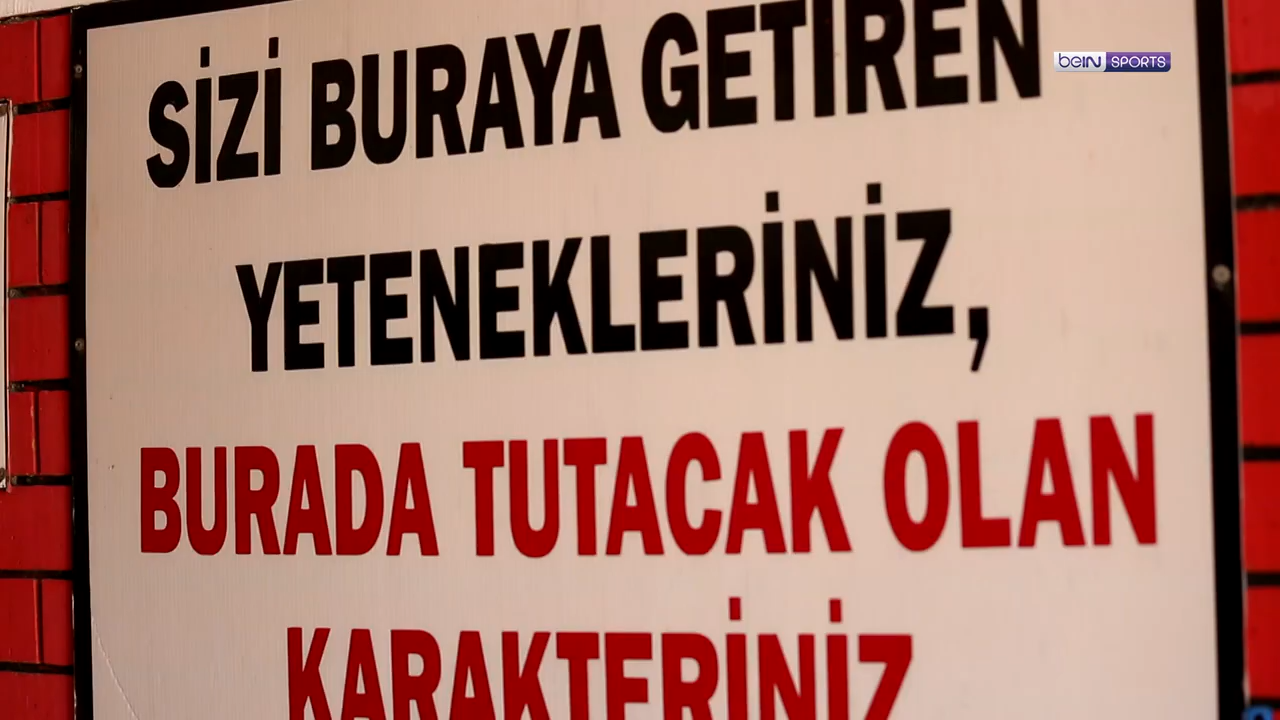 SİZİ BURAYA GETİREN
YETENEKLERİNİZ,
BURADA TUTACAK OLAN
KARAKTERİNİZ
beIN SPORTS